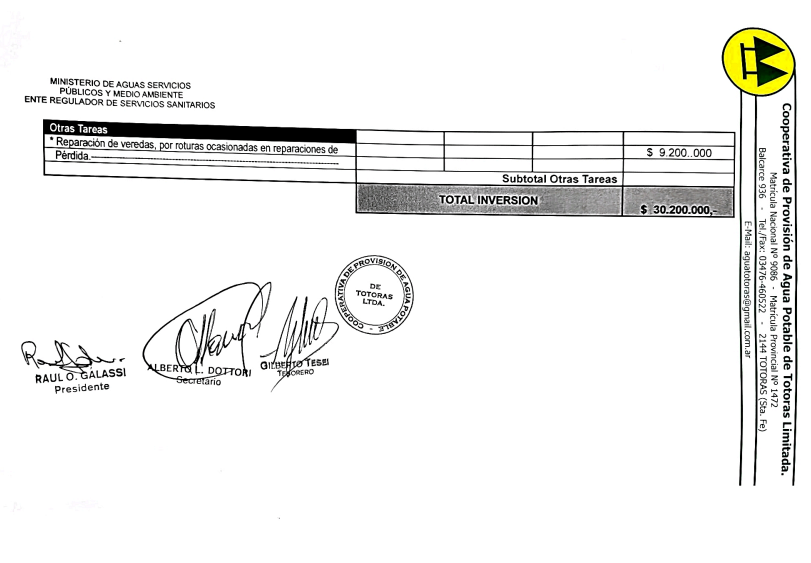 MINISTERIO DE AGUAS SERVICIOS
PÚBLICOS Y MEDIO AMBIENTE
ENTE REGULADOR DE SERVICIOS SANITARIOS
Otras Tareas
* Reparación de veredas, por roturas ocasionadas en reparaciones de
Pérdida.
$ 9.200..000
Subtotal Otras Tareas
TOTAL INVERSION
$ 30.200.000,-
COOPERATIVA DE PROVISION DE AGUA POTABLE -
DE
TOTORAS
LTDA.
RAUL O. GALASSI
Presidente
ALBERTO L. DOTTORI
Secretario
GILBERTO TESEI
TESORERO
Cooperativa de Provisión de Agua Potable de Totoras Limitada.
Matrícula Nacional Nº 9086 - Matrícula Provincial Nº 1472
Balcarce 936 - Tel./Fax: 03476-460522 - 2144 TOTORAS (Sta. Fe)
E-Mail: aguatotoras@gmail.com.ar